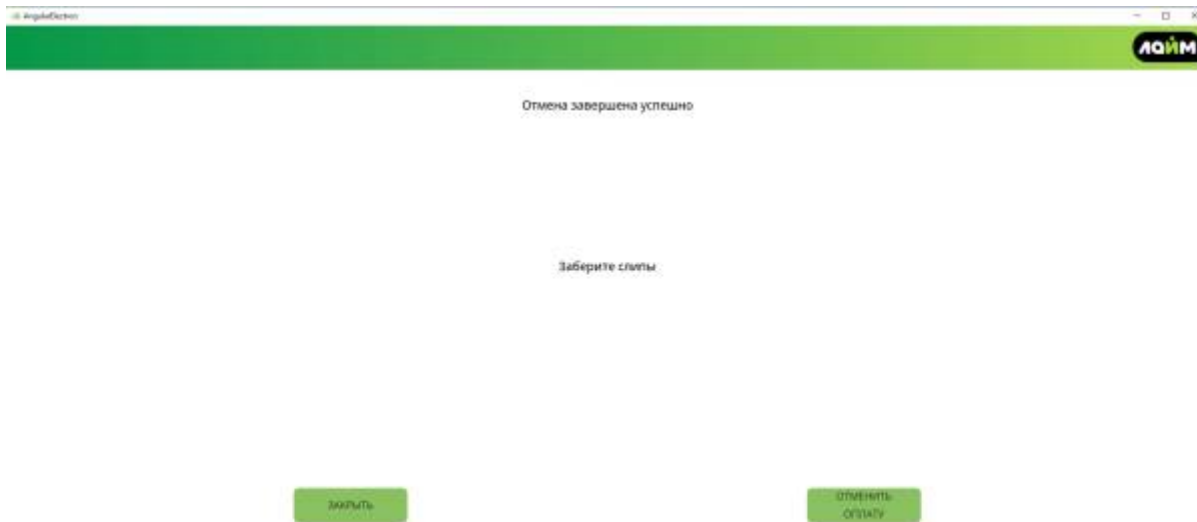 AngularElectron
лайм
Отмена завершена успешно
Заберите слипы
ЗАКРЫТЬ
ОТМЕНИТЬ
ОПЛАТУ